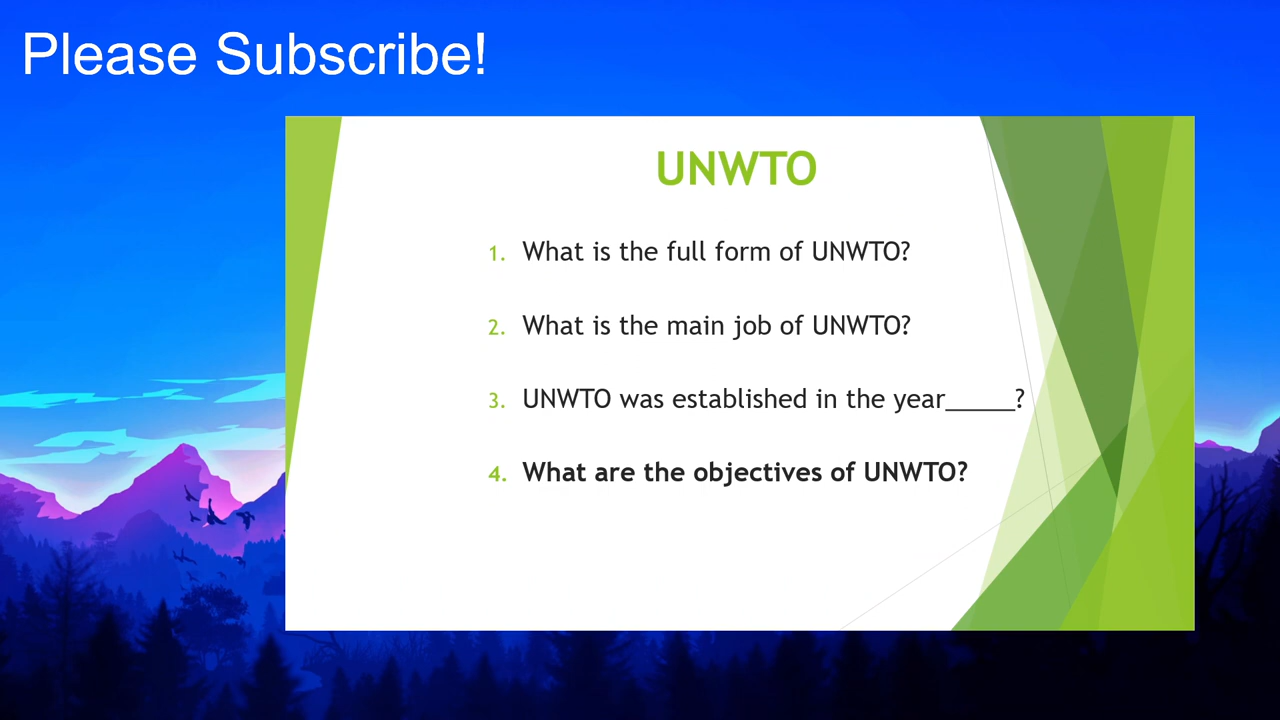 Please Subscribe!
UNWTO
1. What is the full form of UNWTO?
2. What is the main job of UNWTO?
3. UNWTO was established in the year_____?
4. What are the objectives of UNWTO?